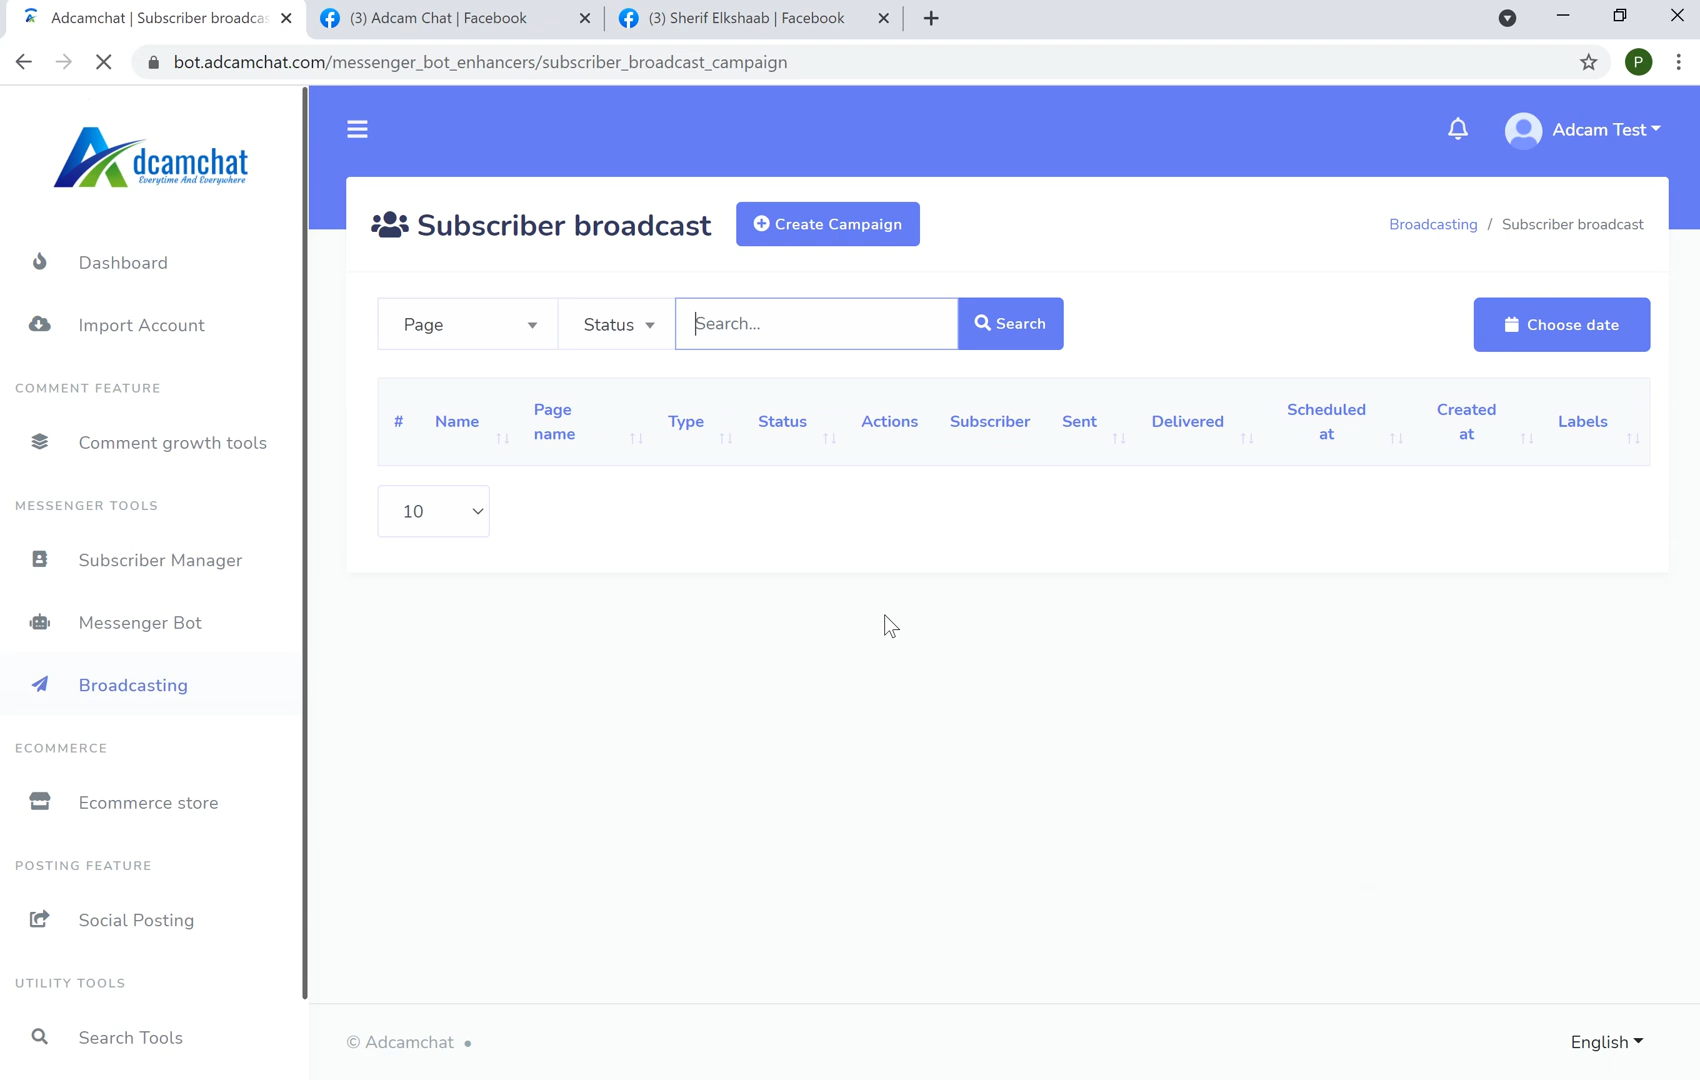 Adcamchat | Subscriber broadcas
(3) Adcam Chat | Facebook
(3) Sherif Elkshaab | Facebook
bot.adcamchat.com/messenger_bot_enhancers/subscriber_broadcast_campaign
P
Adcamchat
Everytime And Everywhere
Adcam Test
Subscriber broadcast
Create Campaign
Broadcasting / Subscriber broadcast
Dashboard
Import Account
COMMENT FEATURE
Comment growth tools
MESSENGER TOOLS
Subscriber Manager
Messenger Bot
Broadcasting
ECOMMERCE
Ecommerce store
POSTING FEATURE
Social Posting
UTILITY TOOLS
Search Tools
Page
Status
Search...
Search
Choose date
# Name Page name Type Status Actions Subscriber Sent Delivered Scheduled at Created at Labels
10
© Adcamchat •
English